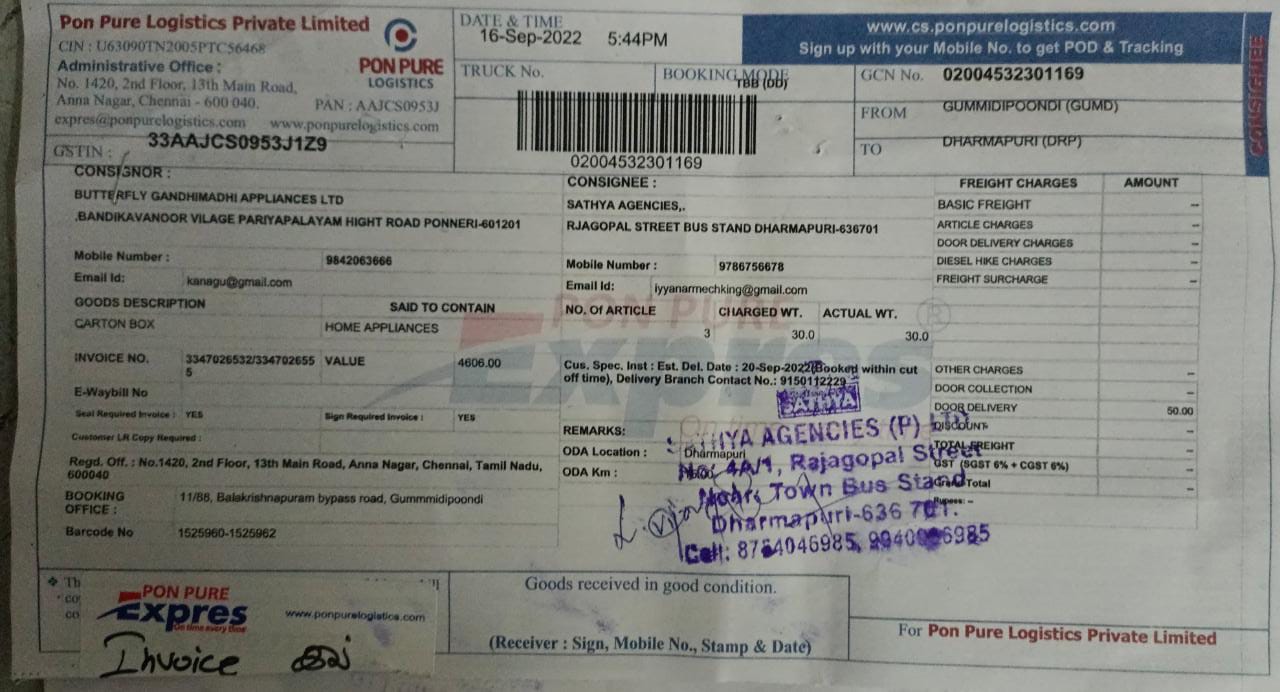 Pon Pure Logistics Private Limited
CIN : U63090TN2005PTC56468
Administrative Office :
No. 1420, 2nd Floor, 13th Main Road,
Anna Nagar, Chennai - 600 040.
PAN : AAJCS0953J
expres@ponpurelogistics.com www.ponpurelogistics.com
GSTIN : 33AAJCS0953J1Z9
PON PURE
LOGISTICS
DATE & TIME
16-Sep-2022 5:44PM
TRUCK No.
BOOKING MODE
TBB (DD)
02004532301169
www.cs.ponpurelogistics.com
Sign up with your Mobile No. to get POD & Tracking
GCN No. 02004532301169
FROM GUMMIDIPOONDI (GUMD)
TO DHARMAPURI (DRP)
CONSIGNEE
CONSIGNOR :
BUTTERFLY GANDHIMADHI APPLIANCES LTD
.BANDIKAVANOOR VILAGE PARIYAPALAYAM HIGHT ROAD PONNERI-601201
Mobile Number : 9842063666
Email Id: kanagu@gmail.com
GOODS DESCRIPTION SAID TO CONTAIN
CARTON BOX HOME APPLIANCES
INVOICE NO. 3347026532/334702655
5
VALUE 4606.00
E-Waybill No
Seal Required Invoice : YES Sign Required Invoice : YES
Customer LR Copy Required :
Regd. Off. : No.1420, 2nd Floor, 13th Main Road, Anna Nagar, Chennai, Tamil Nadu,
600040
BOOKING
OFFICE :
11/88, Balakrishnapuram bypass road, Gummmidipoondi
Barcode No 1525960-1525962
CONSIGNEE :
SATHYA AGENCIES,.
RJAGOPAL STREET BUS STAND DHARMAPURI-636701
Mobile Number : 9786756678
Email Id: iyyanarmechking@gmail.com
NO. Of ARTICLE CHARGED WT. ACTUAL WT.
3 30.0 30.0
PON PURE
Expres
Cus. Spec. Inst : Est. Del. Date : 20-Sep-2022(Booked within cut
off time), Delivery Branch Contact No.: 9150112229
REMARKS:
ODA Location : Dharmapuri
ODA Km :
SATHYA
SATHYA AGENCIES (P) LTD
No: 4A/1, Rajagopal Street
Near, Town Bus Stand
Dharmapuri-636 701.
Cell: 8754046985,
FREIGHT CHARGES AMOUNT
BASIC FREIGHT --
ARTICLE CHARGES --
DOOR DELIVERY CHARGES --
DIESEL HIKE CHARGES --
FREIGHT SURCHARGE --
OTHER CHARGES --
DOOR COLLECTION --
DOOR DELIVERY 50.00
DISCOUNT --
TOTAL FREIGHT --
GST (SGST 6% + CGST 6%) --
Grand Total --
Rupees: --
PON PURE
Expres
On time every time
www.ponpurelogistics.com
Invoice
Goods received in good condition.
(Receiver : Sign, Mobile No., Stamp & Date)
For Pon Pure Logistics Private Limited